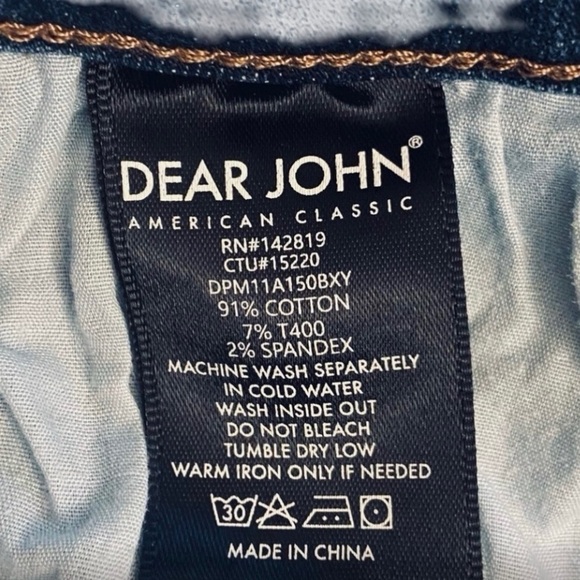 DEAR JOHN®
AMERICAN CLASSIC
RN#142819
CTU#15220
DPM11A150BXY
91% COTTON
7% T400
2% SPANDEX
MACHINE WASH SEPARATELY
IN COLD WATER
WASH INSIDE OUT
DO NOT BLEACH
TUMBLE DRY LOW
WARM IRON ONLY IF NEEDED
30
MADE IN CHINA